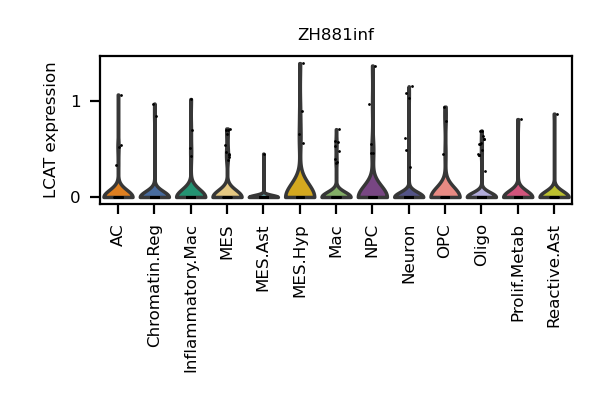 ZH881inf
LCAT expression
1
0
AC
Chromatin.Reg
Inflammatory.Mac
MES
MES.Ast
MES.Hyp
Mac
NPC
Neuron
OPC
Oligo
Prolif.Metab
Reactive.Ast